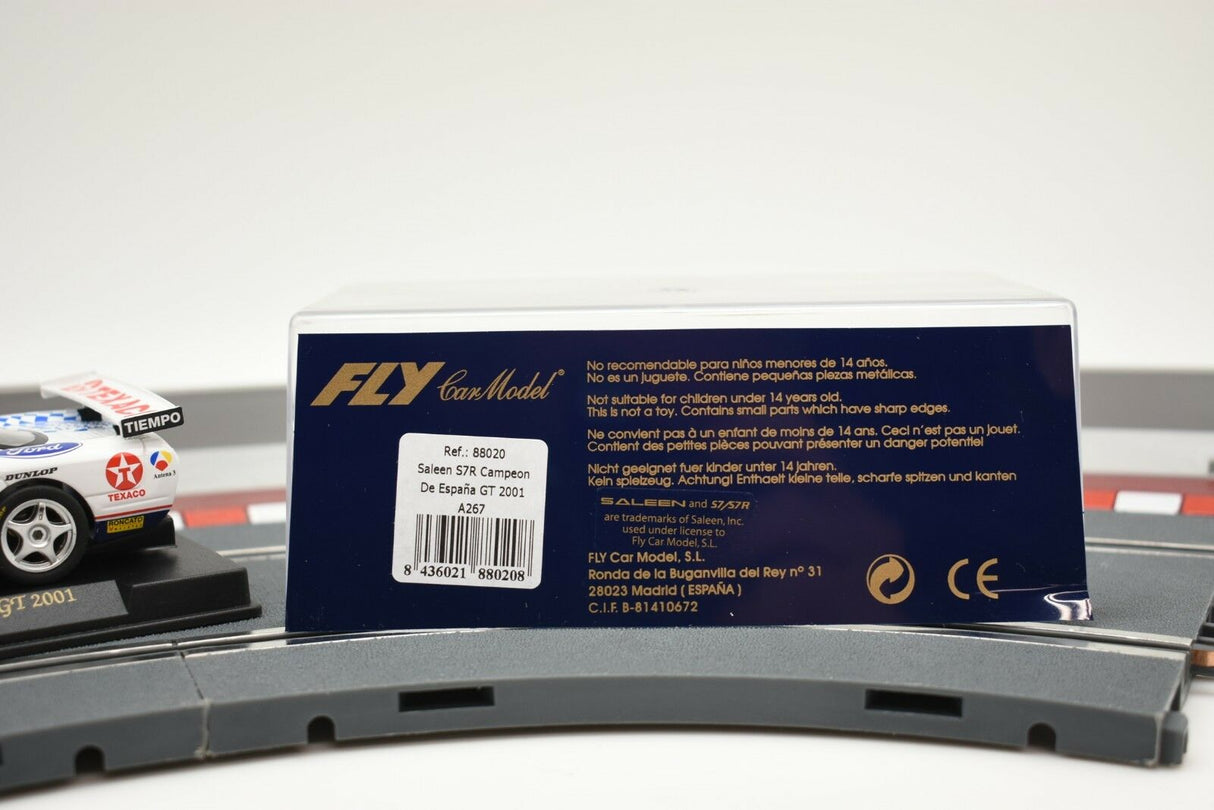 FLY Car Model®
Ref.: 88020
Saleen S7R Campeon
De España GT 2001
A267
8 436021 880208
No recomendable para niños menores de 14 años.
No es un juguete. Contiene pequeñas piezas metálicas.
Not suitable for children under 14 years old.
This is not a toy. Contains small parts which have sharp edges.
Ne convient pas à un enfant de moins de 14 ans. Ceci n´est pas un jouet.
Contient des petites pièces pouvant présenter un danger potentiel
Nicht geeignet fuer kinder unter 14 jahren.
Kein spielzeug. Achtung! Enthaelt kleine teile, scharfe spitzen und kanten
SALEEN and S7/S7R
are trademarks of Saleen, Inc.
used under license to
Fly Car Model, S.L.
FLY Car Model, S.L.
Ronda de la Buganvilla del Rey nº 31
28023 Madrid ( ESPAÑA )
C.I.F. B-81410672
CE
TEXACO
TIEMPO
Ford
DUNLOP
TEXACO
Antena 3
RONCATO
GT 2001